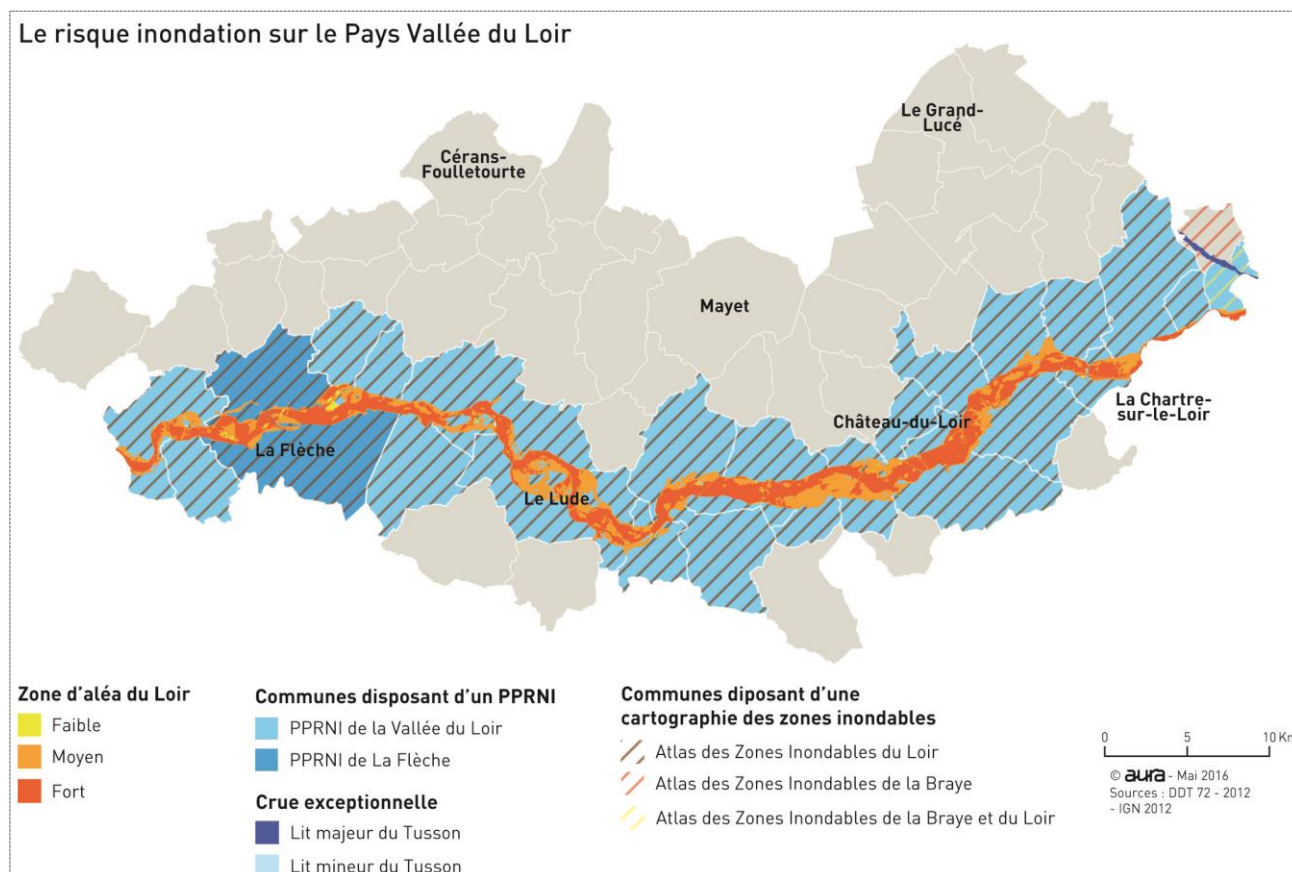 Le risque inondation sur le Pays Vallée du Loir
Le Grand-
Lucé
Cérans-
Foulletourte
Mayet
La Chartre-
sur-le-Loir
Château-du-Loir
La Flèche
Le Lude
Zone d'aléa du Loir
Faible
Moyen
Fort
Communes disposant d'un PPRNI
PPRNI de la Vallée du Loir
PPRNI de La Flèche
Crue exceptionnelle
Lit majeur du Tusson
Lit mineur du Tusson
Communes diposant d'une
cartographie des zones inondables
Atlas des Zones Inondables du Loir
Atlas des Zones Inondables de la Braye
Atlas des Zones Inondables de la Braye et du Loir
0 5 10 Km
© aura - Mai 2016
Sources : DDT 72 - 2012
- IGN 2012